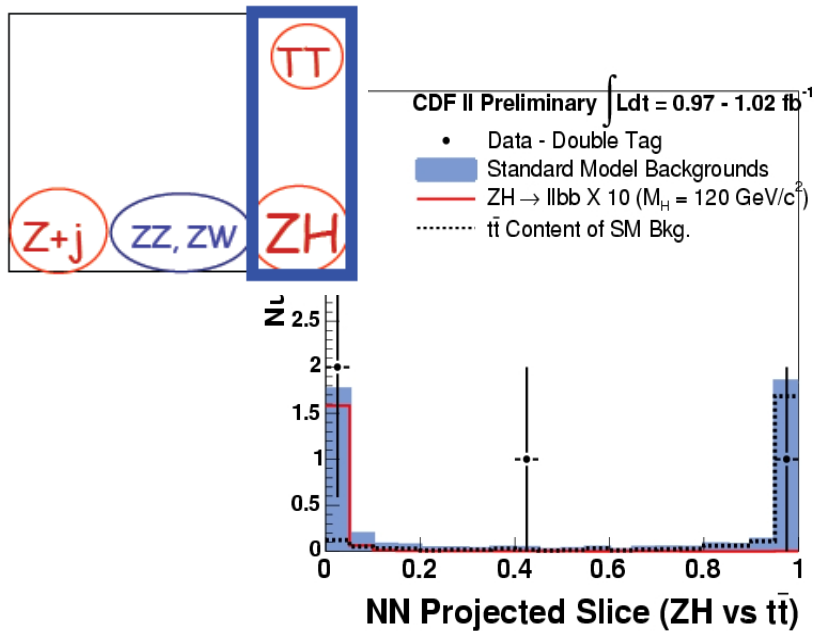 TT
Z+j
ZZ, ZW
ZH
CDF II Preliminary ∫Ldt = 0.97 - 1.02 fb⁻¹
Data - Double Tag
Standard Model Backgrounds
ZH → llbb X 10 (M_H = 120 GeV/c²)
tt̄ Content of SM Bkg.
2.5
2
1.5
1
0.5
0
0 0.2 0.4 0.6 0.8 1
NN Projected Slice (ZH vs tt̄)